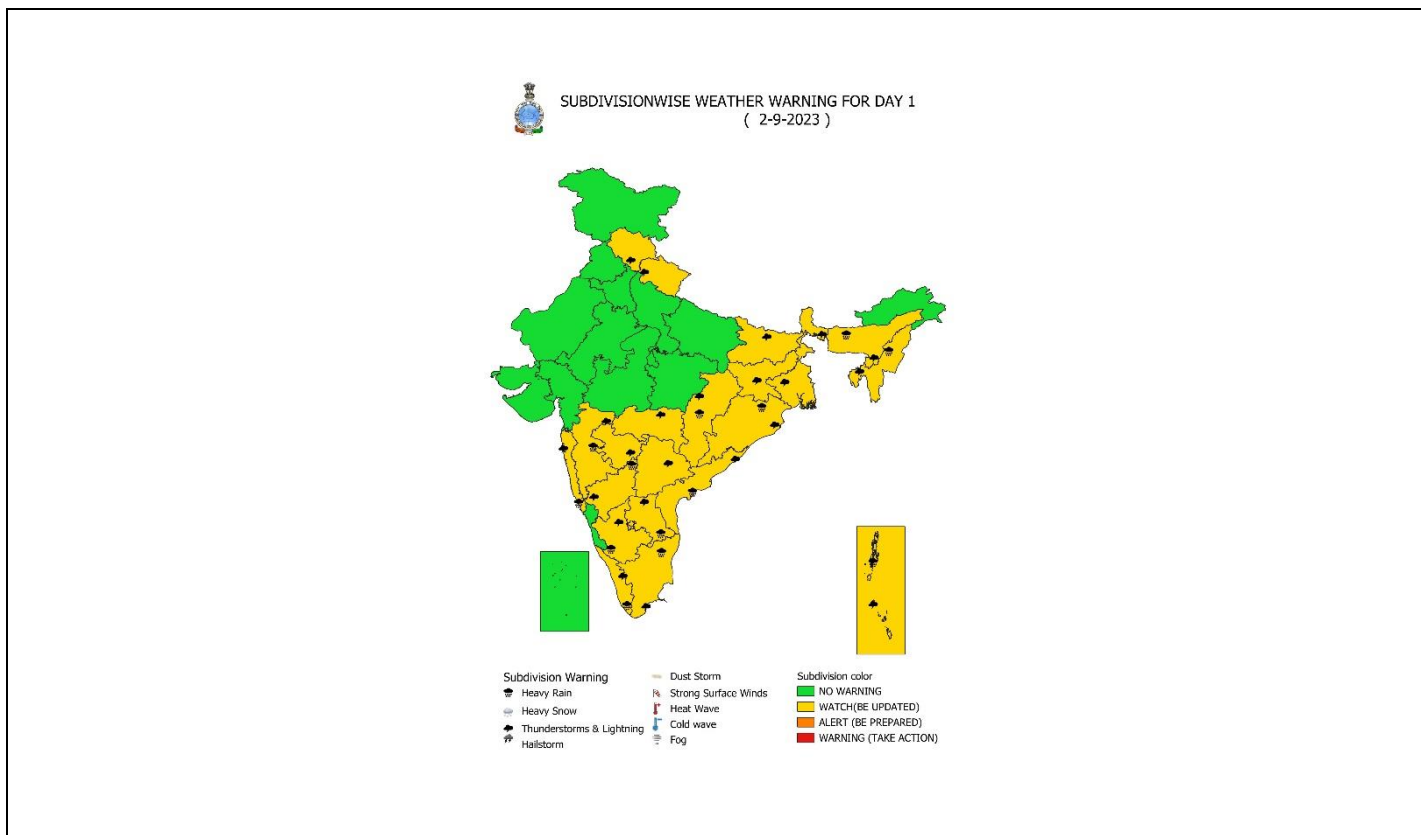 SUBDIVISIONWISE WEATHER WARNING FOR DAY 1
( 2-9-2023 )
Subdivision Warning
Heavy Rain
Heavy Snow
Thunderstorms & Lightning
Hailstorm
Dust Storm
Strong Surface Winds
Heat Wave
Cold wave
Fog
Subdivision color
NO WARNING
WATCH(BE UPDATED)
ALERT (BE PREPARED)
WARNING (TAKE ACTION)